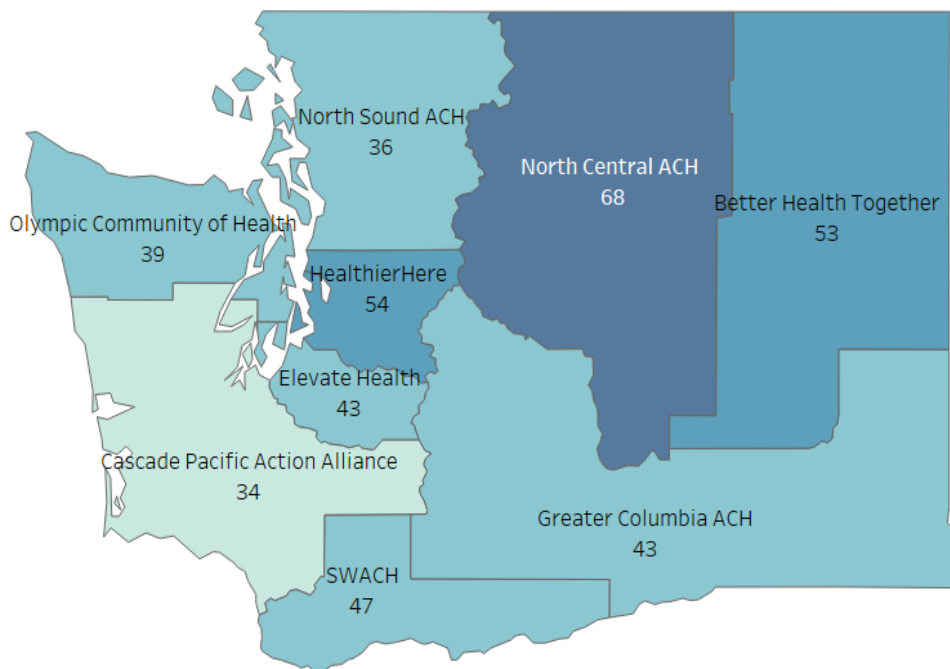 North Sound ACH
36
North Central ACH
68
Better Health Together
53
Olympic Community of Health
39
HealthierHere
54
Elevate Health
43
Cascade Pacific Action Alliance
34
Greater Columbia ACH
43
SWACH
47